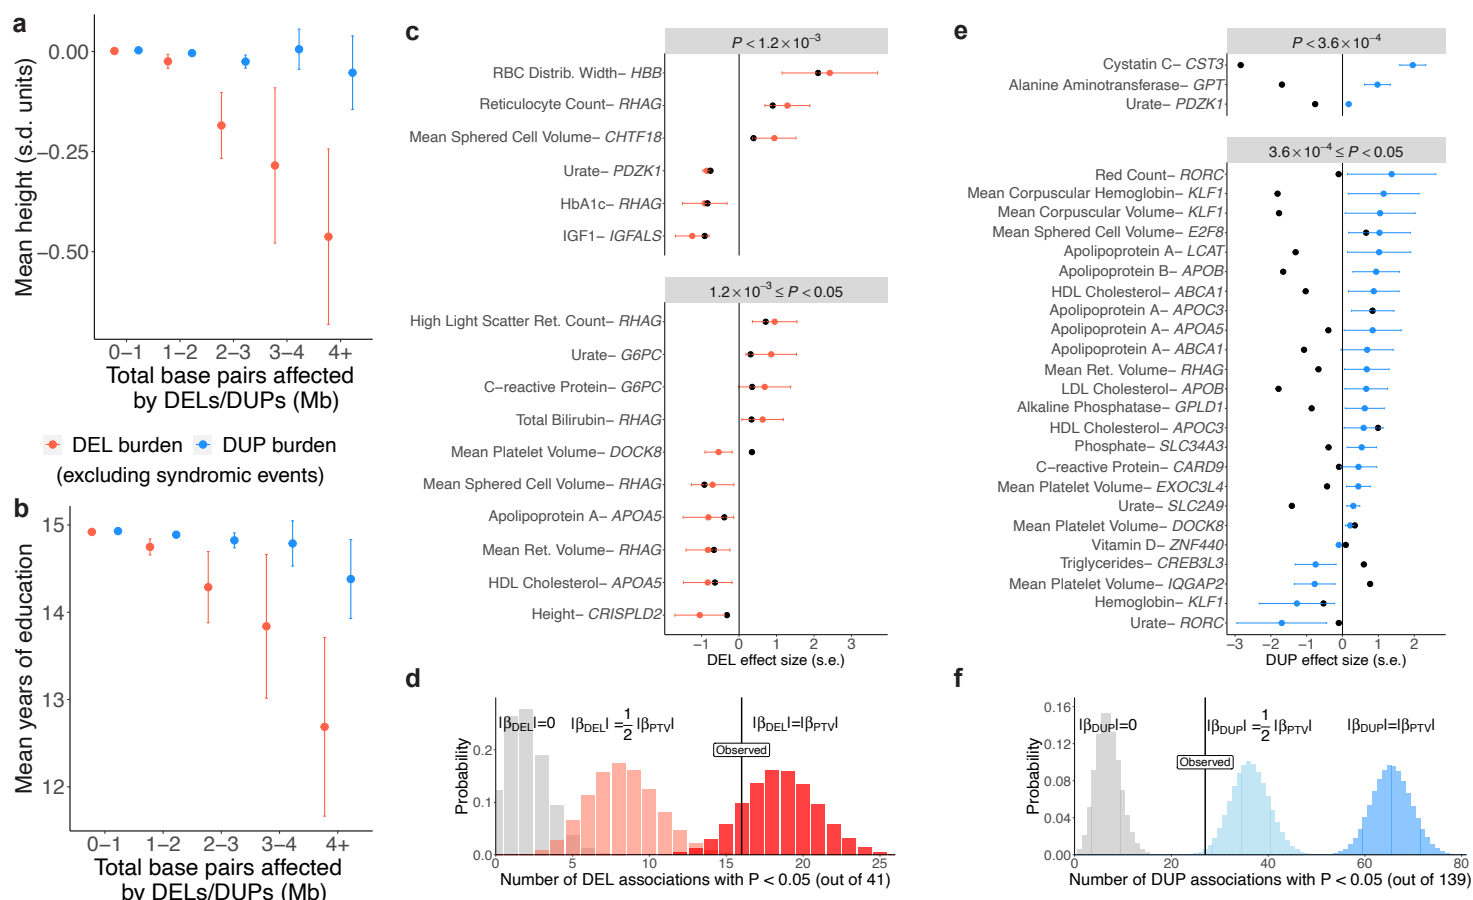 a
0.00
−0.25
−0.50
Mean height (s.d. units)
0−1 1−2 2−3 3−4 4+
Total base pairs affected
by DELs/DUPs (Mb)
DEL burden DUP burden
(excluding syndromic events)
b
15
14
13
12
Mean years of education
0−1 1−2 2−3 3−4 4+
Total base pairs affected
by DELs/DUPs (Mb)
c
P < 1.2×10⁻³
RBC Distrib. Width− HBB
Reticulocyte Count− RHAG
Mean Sphered Cell Volume− CHTF18
Urate− PDZK1
HbA1c− RHAG
IGF1− IGFALS
1.2×10⁻³ ≤ P < 0.05
High Light Scatter Ret. Count− RHAG
Urate− G6PC
C−reactive Protein− G6PC
Total Bilirubin− RHAG
Mean Platelet Volume− DOCK8
Mean Sphered Cell Volume− RHAG
Apolipoprotein A− APOA5
Mean Ret. Volume− RHAG
HDL Cholesterol− APOA5
Height− CRISPLD2
−1 0 1 2 3
DEL effect size (s.e.)
d
|βDEL|=0 |βDEL| =1/2 |βPTV| |βDEL|=|βPTV|
Observed
0.2
0.1
0.0
Probability
0 5 10 15 20 25
Number of DEL associations with P < 0.05 (out of 41)
e
P < 3.6×10⁻⁴
Cystatin C− CST3
Alanine Aminotransferase− GPT
Urate− PDZK1
3.6×10⁻⁴ ≤ P < 0.05
Red Count− RORC
Mean Corpuscular Hemoglobin− KLF1
Mean Corpuscular Volume− KLF1
Mean Sphered Cell Volume− E2F8
Apolipoprotein A− LCAT
Apolipoprotein B− APOB
HDL Cholesterol− ABCA1
Apolipoprotein A− APOC3
Apolipoprotein A− APOA5
Apolipoprotein A− ABCA1
Mean Ret. Volume− RHAG
LDL Cholesterol− APOB
Alkaline Phosphatase− GPLD1
HDL Cholesterol− APOC3
Phosphate− SLC34A3
C−reactive Protein− CARD9
Mean Platelet Volume− EXOC3L4
Urate− SLC2A9
Mean Platelet Volume− DOCK8
Vitamin D− ZNF440
Triglycerides− CREB3L3
Mean Platelet Volume− IQGAP2
Hemoglobin− KLF1
Urate− RORC
−3 −2 −1 0 1 2
DUP effect size (s.e.)
f
|βDUP|=0 |βDUP| =1/2 |βPTV| |βDUP|=|βPTV|
Observed
0.16
0.12
0.08
0.04
0.00
Probability
0 20 40 60 80
Number of DUP associations with P < 0.05 (out of 139)